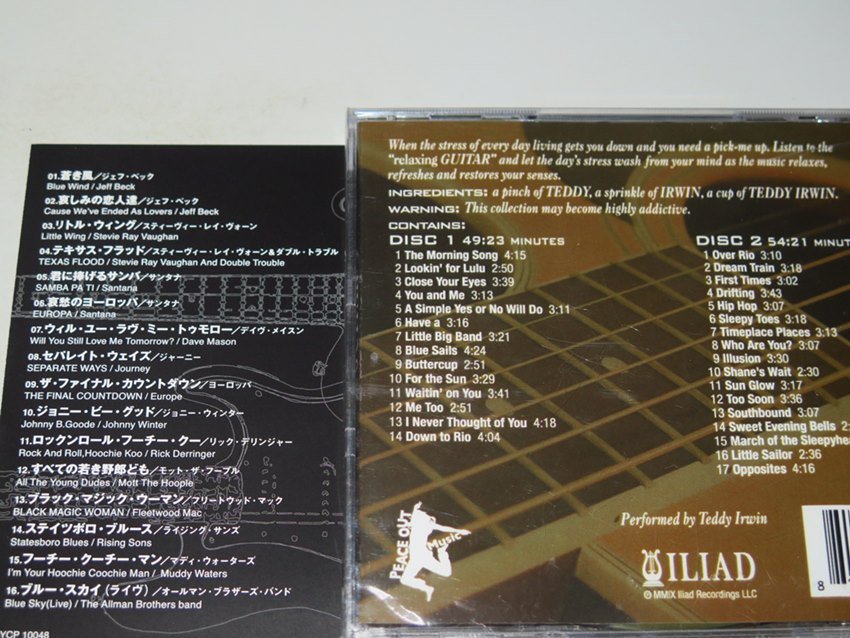 01.蒼き風/ジェフ・ベック
Blue Wind / Jeff Beck
02.哀しみの恋人達/ジェフ・ベック
Cause We've Ended As Lovers / Jeff Beck
03.リトル・ウィング/スティーヴィー・レイ・ヴォーン
Little Wing / Stevie Ray Vaughan
04.テキサス・フラッド/スティーヴィー・レイ・ヴォーン&ダブル・トラブル
TEXAS FLOOD / Stevie Ray Vaughan And Double Trouble
05.君に捧げるサンバ/サンタナ
SAMBA PA TI / Santana
06.哀愁のヨーロッパ/サンタナ
EUROPA / Santana
07.ウィル・ユー・ラヴ・ミー・トゥモロー/デイヴ・メイスン
Will You Still Love Me Tomorrow? / Dave Mason
08.セパレイト・ウェイズ/ジャーニー
SEPARATE WAYS / Journey
09.ザ・ファイナル・カウントダウン/ヨーロッパ
THE FINAL COUNTDOWN / Europe
10.ジョニー・ビー・グッド/ジョニー・ウィンター
Johnny B.Goode / Johnny Winter
11.ロックンロール・フーチー・クー/リック・デリンジャー
Rock And Roll,Hoochie Koo / Rick Derringer
12.すべての若き野郎ども/モット・ザ・フープル
All The Young Dudes / Mott The Hoople
13.ブラック・マジック・ウーマン/フリートウッド・マック
BLACK MAGIC WOMAN / Fleetwood Mac
14.ステイツボロ・ブルース/ライジング・サンズ
Statesboro Blues / Rising Sons
15.フーチー・クーチー・マン/マディ・ウォーターズ
I'm Your Hoochie Coochie Man / Muddy Waters
16.ブルー・スカイ(ライヴ)/オールマン・ブラザーズ・バンド
Blue Sky(Live) / The Allman Brothers band
YCP 10048
When the stress of every day living gets you down and you need a pick-me up. Listen to the
"relaxing GUITAR" and let the day's stress wash from your mind as the music relaxes,
refreshes and restores your senses.
INGREDIENTS: a pinch of TEDDY, a sprinkle of IRWIN, a cup of TEDDY IRWIN.
WARNING: This collection may become highly addictive.
CONTAINS:
DISC 1 49:23 MINUTES
1 The Morning Song 4:15
2 Lookin' for Lulu 2:50
3 Close Your Eyes 3:39
4 You and Me 3:13
5 A Simple Yes or No Will Do 3:11
6 Have a 3:16
7 Little Big Band 3:21
8 Blue Sails 4:24
9 Buttercup 2:51
10 For the Sun 3:29
11 Waitin' on You 3:41
12 Me Too 2:51
13 I Never Thought of You 4:18
14 Down to Rio 4:04
DISC 2 54:21 MINUT
1 Over Rio 3:10
2 Dream Train 3:18
3 First Times 3:02
4 Drifting 3:43
5 Hip Hop 3:07
6 Sleepy Toes 3:18
7 Timeplace Places 3:13
8 Who Are You? 3:07
9 Illusion 3:30
10 Shane's Wait 2:30
11 Sun Glow 3:17
12 Too Soon 3:36
13 Southbound 3:07
14 Sweet Evening Bells 2
15 March of the Sleepyhe
16 Little Sailor 2:36
17 Opposites 4:16
PEACE OUT
Music
Performed by Teddy Irwin
ILIAD
℗ MMIX Iliad Recordings LLC
8